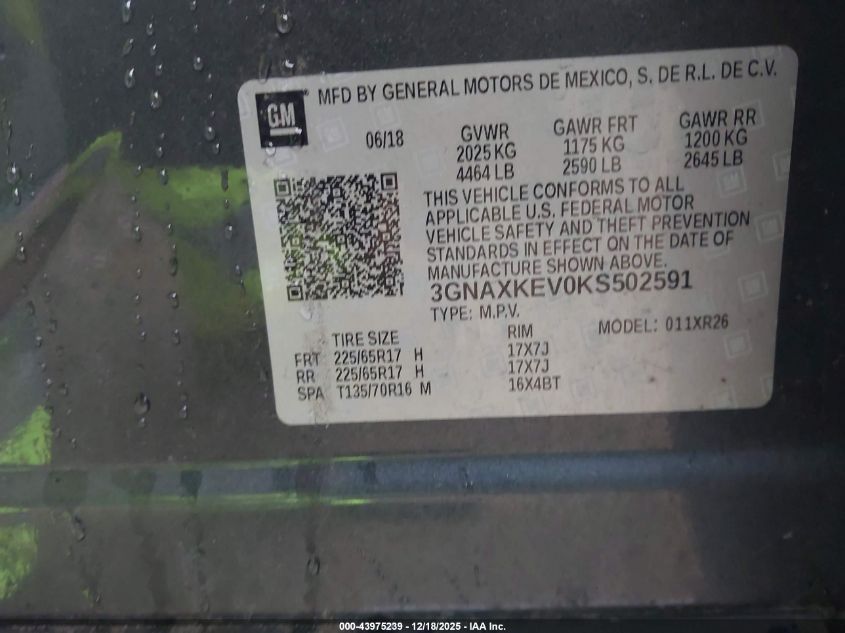 GM
MFD BY GENERAL MOTORS DE MEXICO, S. DE R.L. DE C.V.
06/18 GVWR GAWR FRT GAWR RR
2025 KG 1175 KG 1200 KG
4464 LB 2590 LB 2645 LB
THIS VEHICLE CONFORMS TO ALL
APPLICABLE U.S. FEDERAL MOTOR
VEHICLE SAFETY AND THEFT PREVENTION
STANDARDS IN EFFECT ON THE DATE OF
MANUFACTURE SHOWN ABOVE.
3GNAXKEV0KS502591
TYPE: M.P.V. MODEL: 011XR26
TIRE SIZE RIM
FRT 225/65R17 H 17X7J
RR 225/65R17 H 17X7J
SPA T135/70R16 M 16X4BT
000-43975239 – 12/18/2025 – IAA Inc.